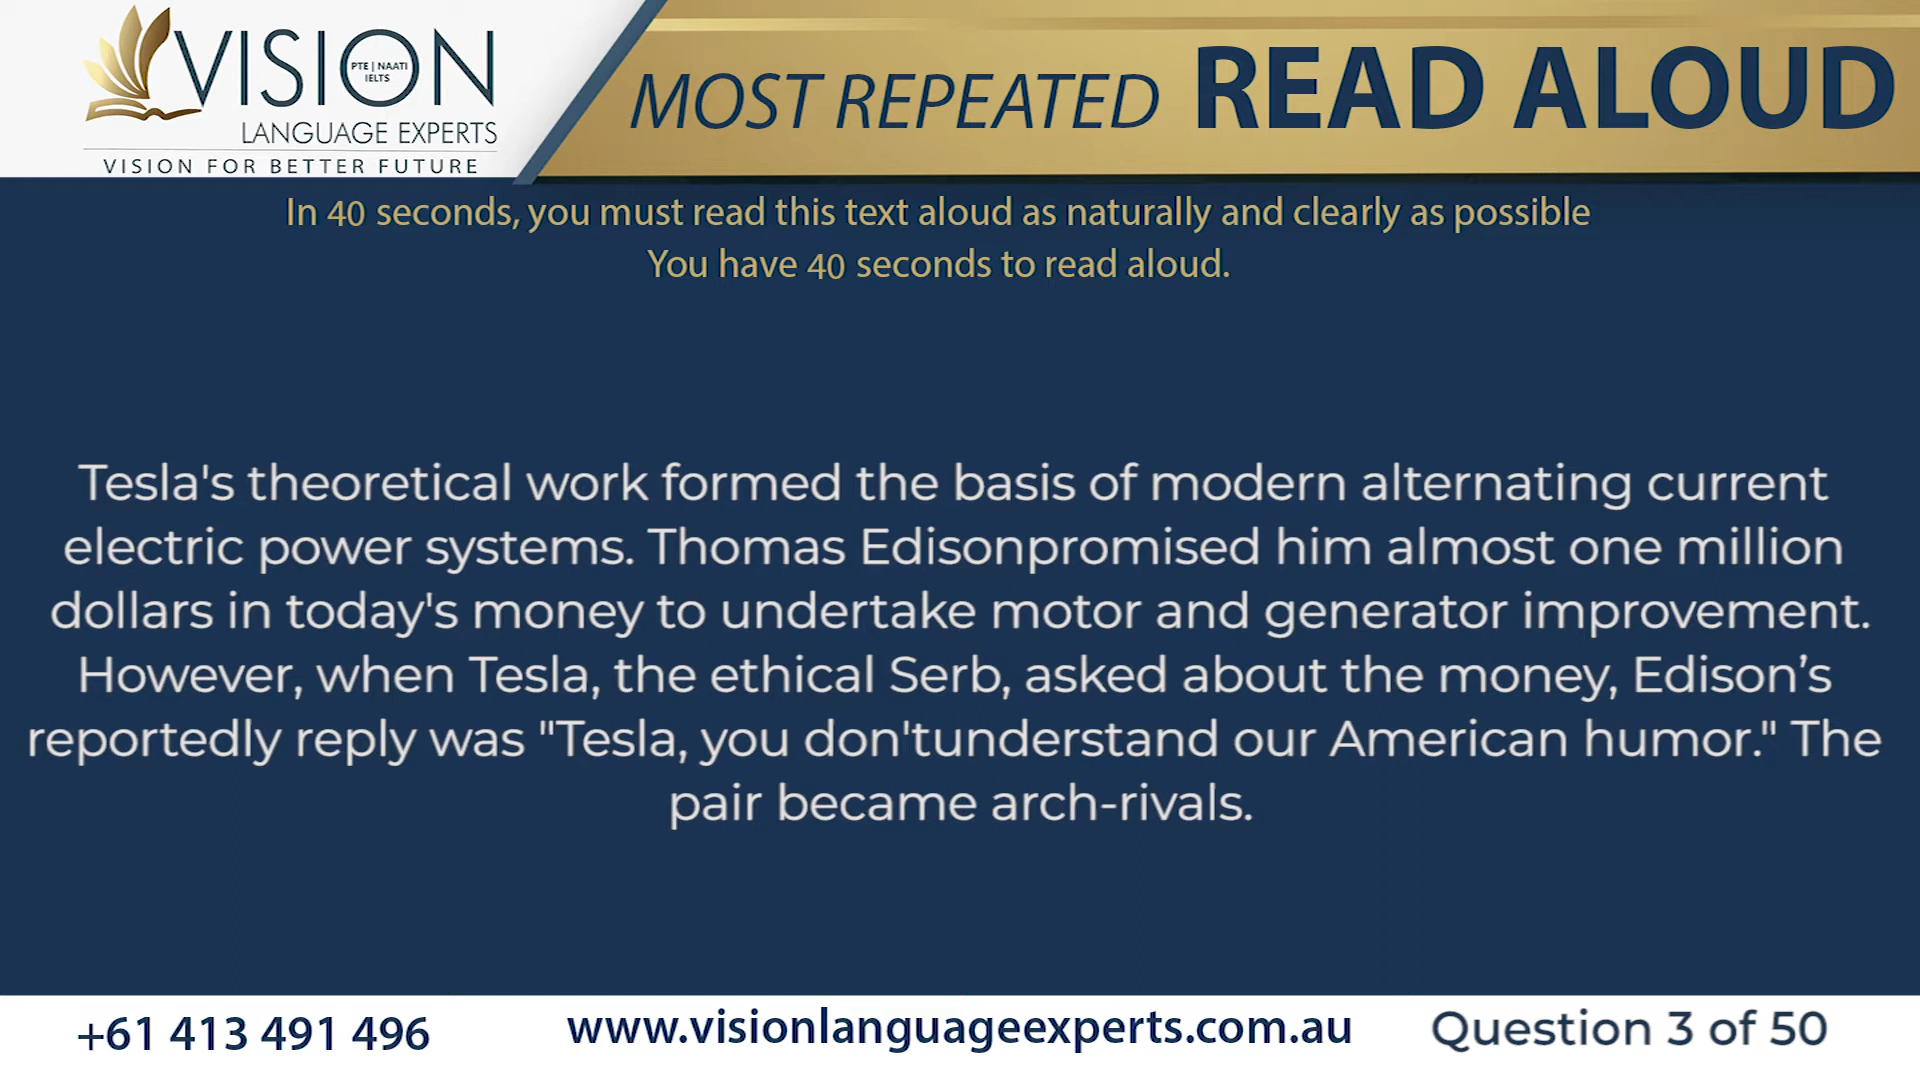 VISION
PTE | NAATI
IELTS
LANGUAGE EXPERTS
VISION FOR BETTER FUTURE
MOST REPEATED READ ALOUD
In 40 seconds, you must read this text aloud as naturally and clearly as possible
You have 40 seconds to read aloud.
Tesla's theoretical work formed the basis of modern alternating current
electric power systems. Thomas Edisonpromised him almost one million
dollars in today's money to undertake motor and generator improvement.
However, when Tesla, the ethical Serb, asked about the money, Edison’s
reportedly reply was "Tesla, you don'tunderstand our American humor." The
pair became arch-rivals.
+61 413 491 496
www.visionlanguageexperts.com.au
Question 3 of 50